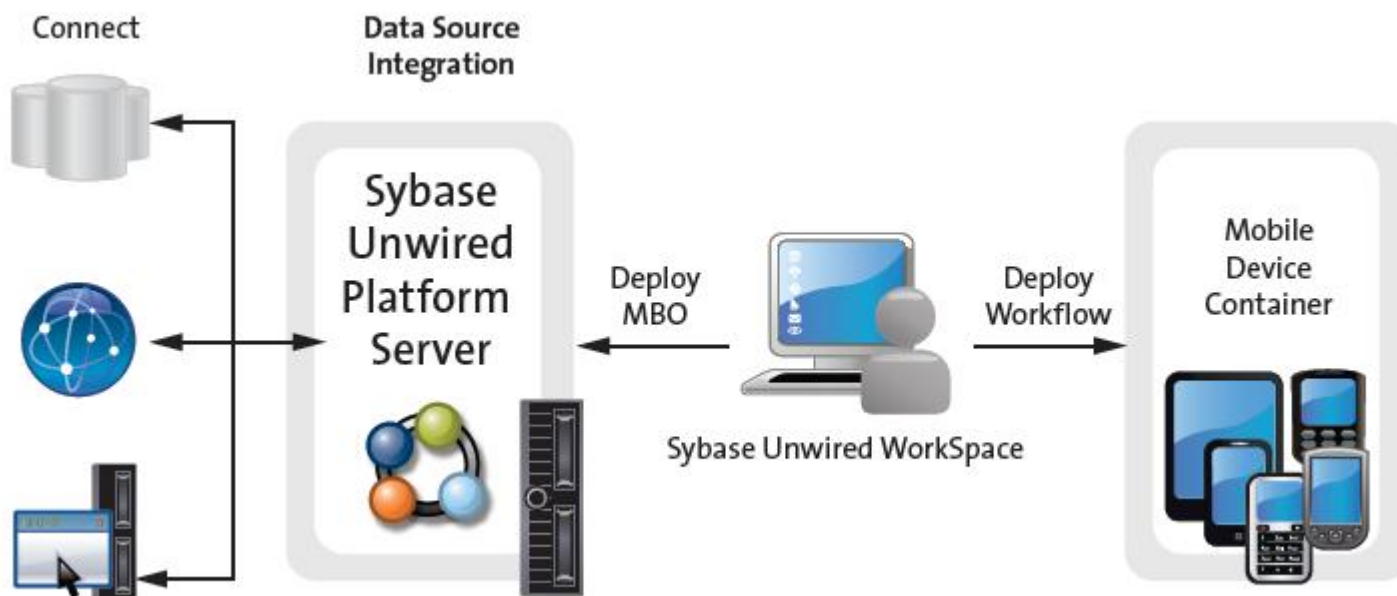 Connect
Data Source
Integration
Sybase
Unwired
Platform
Server
Deploy
MBO
Sybase Unwired WorkSpace
Deploy
Workflow
Mobile
Device
Container